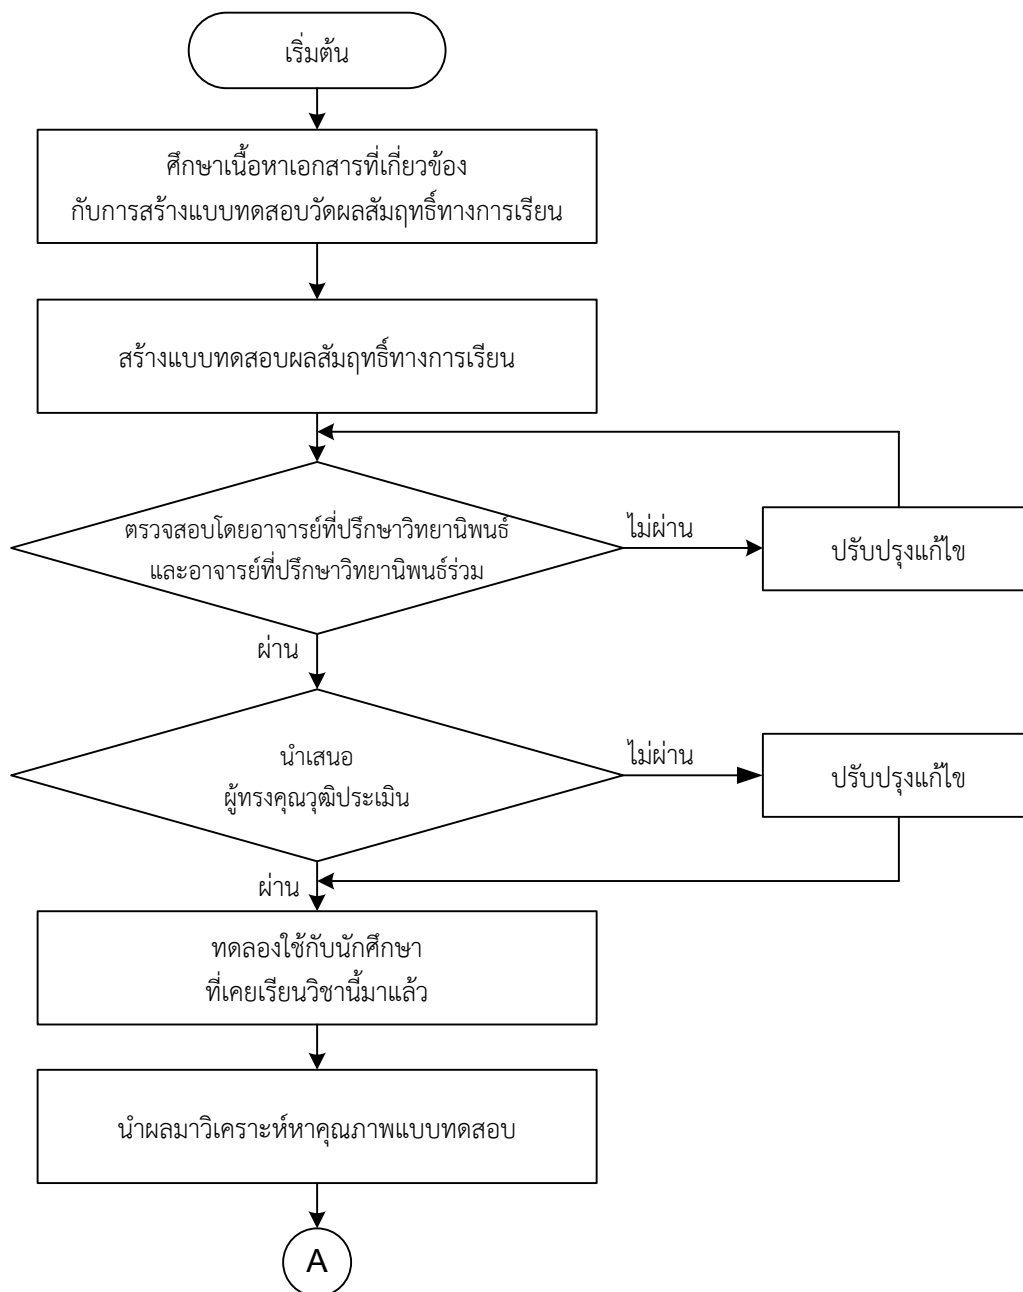 เริ่มต้น
ศึกษาเนื้อหาเอกสารที่เกี่ยวข้อง
กับการสร้างแบบทดสอบวัดผลสัมฤทธิ์ทางการเรียน
สร้างแบบทดสอบผลสัมฤทธิ์ทางการเรียน
ตรวจสอบโดยอาจารย์ที่ปรึกษาวิทยานิพนธ์
และอาจารย์ที่ปรึกษาวิทยานิพนธ์ร่วม
ไม่ผ่าน
ปรับปรุงแก้ไข
ผ่าน
นำเสนอ
ผู้ทรงคุณวุฒิประเมิน
ไม่ผ่าน
ปรับปรุงแก้ไข
ผ่าน
ทดลองใช้กับนักศึกษา
ที่เคยเรียนวิชานี้มาแล้ว
นำผลมาวิเคราะห์หาคุณภาพแบบทดสอบ
A